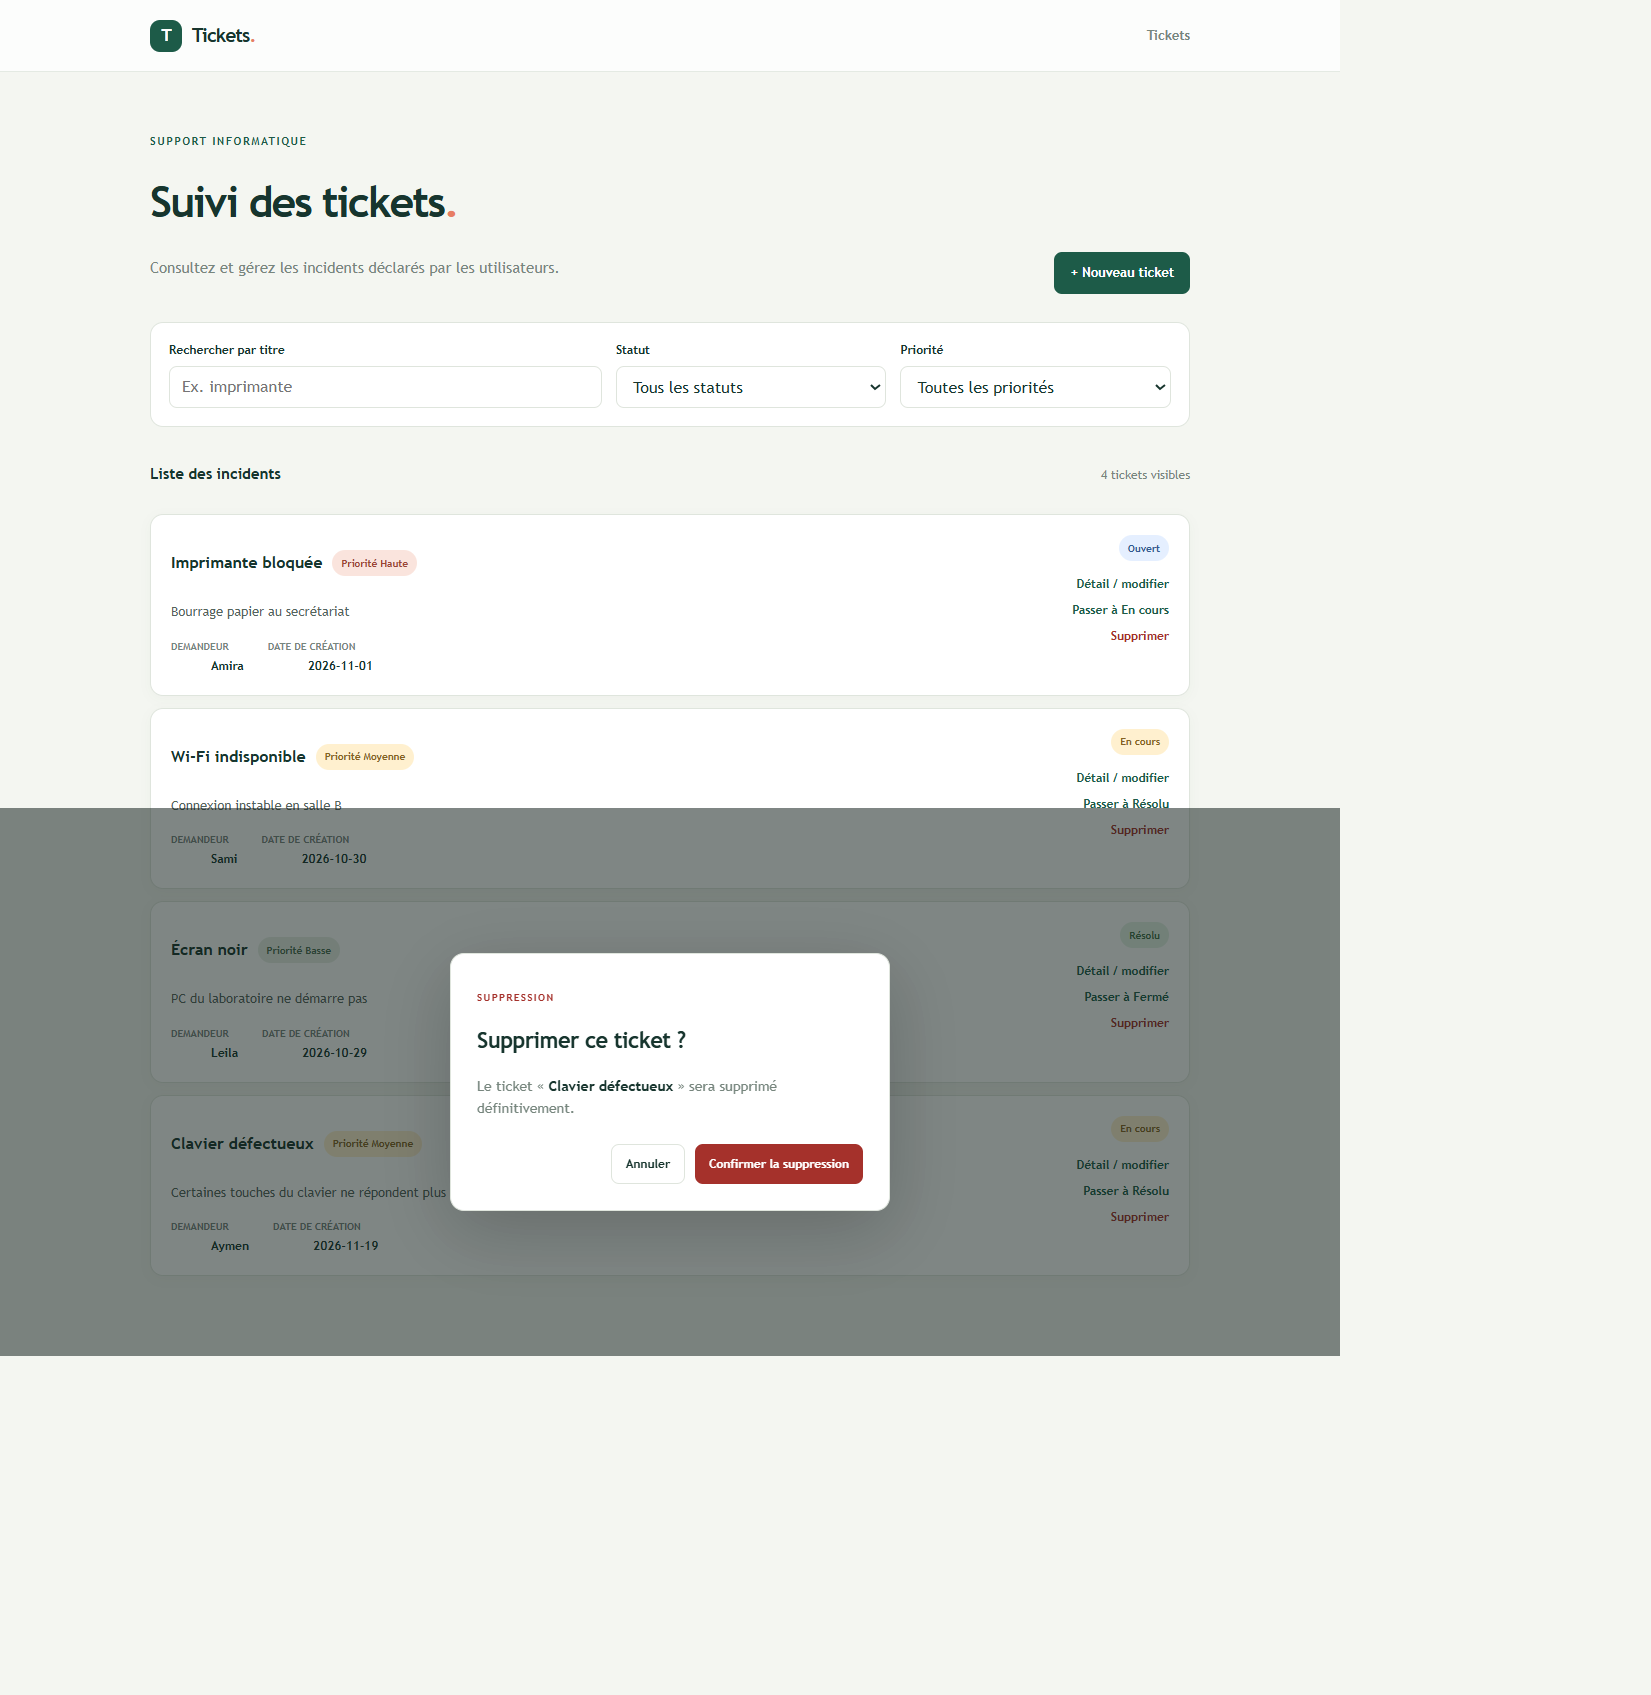 T Tickets.
Tickets
SUPPORT INFORMATIQUE
Suivi des tickets.
Consultez et gérez les incidents déclarés par les utilisateurs.
+ Nouveau ticket
Rechercher par titre
Ex. imprimante
Statut
Tous les statuts
Priorité
Toutes les priorités
Liste des incidents
4 tickets visibles
Imprimante bloquée
Priorité Haute
Bourrage papier au secrétariat
DEMANDEUR
Amira
DATE DE CRÉATION
2026-11-01
Ouvert
Détail / modifier
Passer à En cours
Supprimer
Wi-Fi indisponible
Priorité Moyenne
Connexion instable en salle B
DEMANDEUR
Sami
DATE DE CRÉATION
2026-10-30
En cours
Détail / modifier
Passer à Résolu
Supprimer
Écran noir
Priorité Basse
PC du laboratoire ne démarre pas
DEMANDEUR
Leila
DATE DE CRÉATION
2026-10-29
Résolu
Détail / modifier
Passer à Fermé
Supprimer
Clavier défectueux
Priorité Moyenne
Certaines touches du clavier ne répondent plus
DEMANDEUR
Aymen
DATE DE CRÉATION
2026-11-19
En cours
Détail / modifier
Passer à Résolu
Supprimer
SUPPRESSION
Supprimer ce ticket ?
Le ticket « Clavier défectueux » sera supprimé
définitivement.
Annuler
Confirmer la suppression